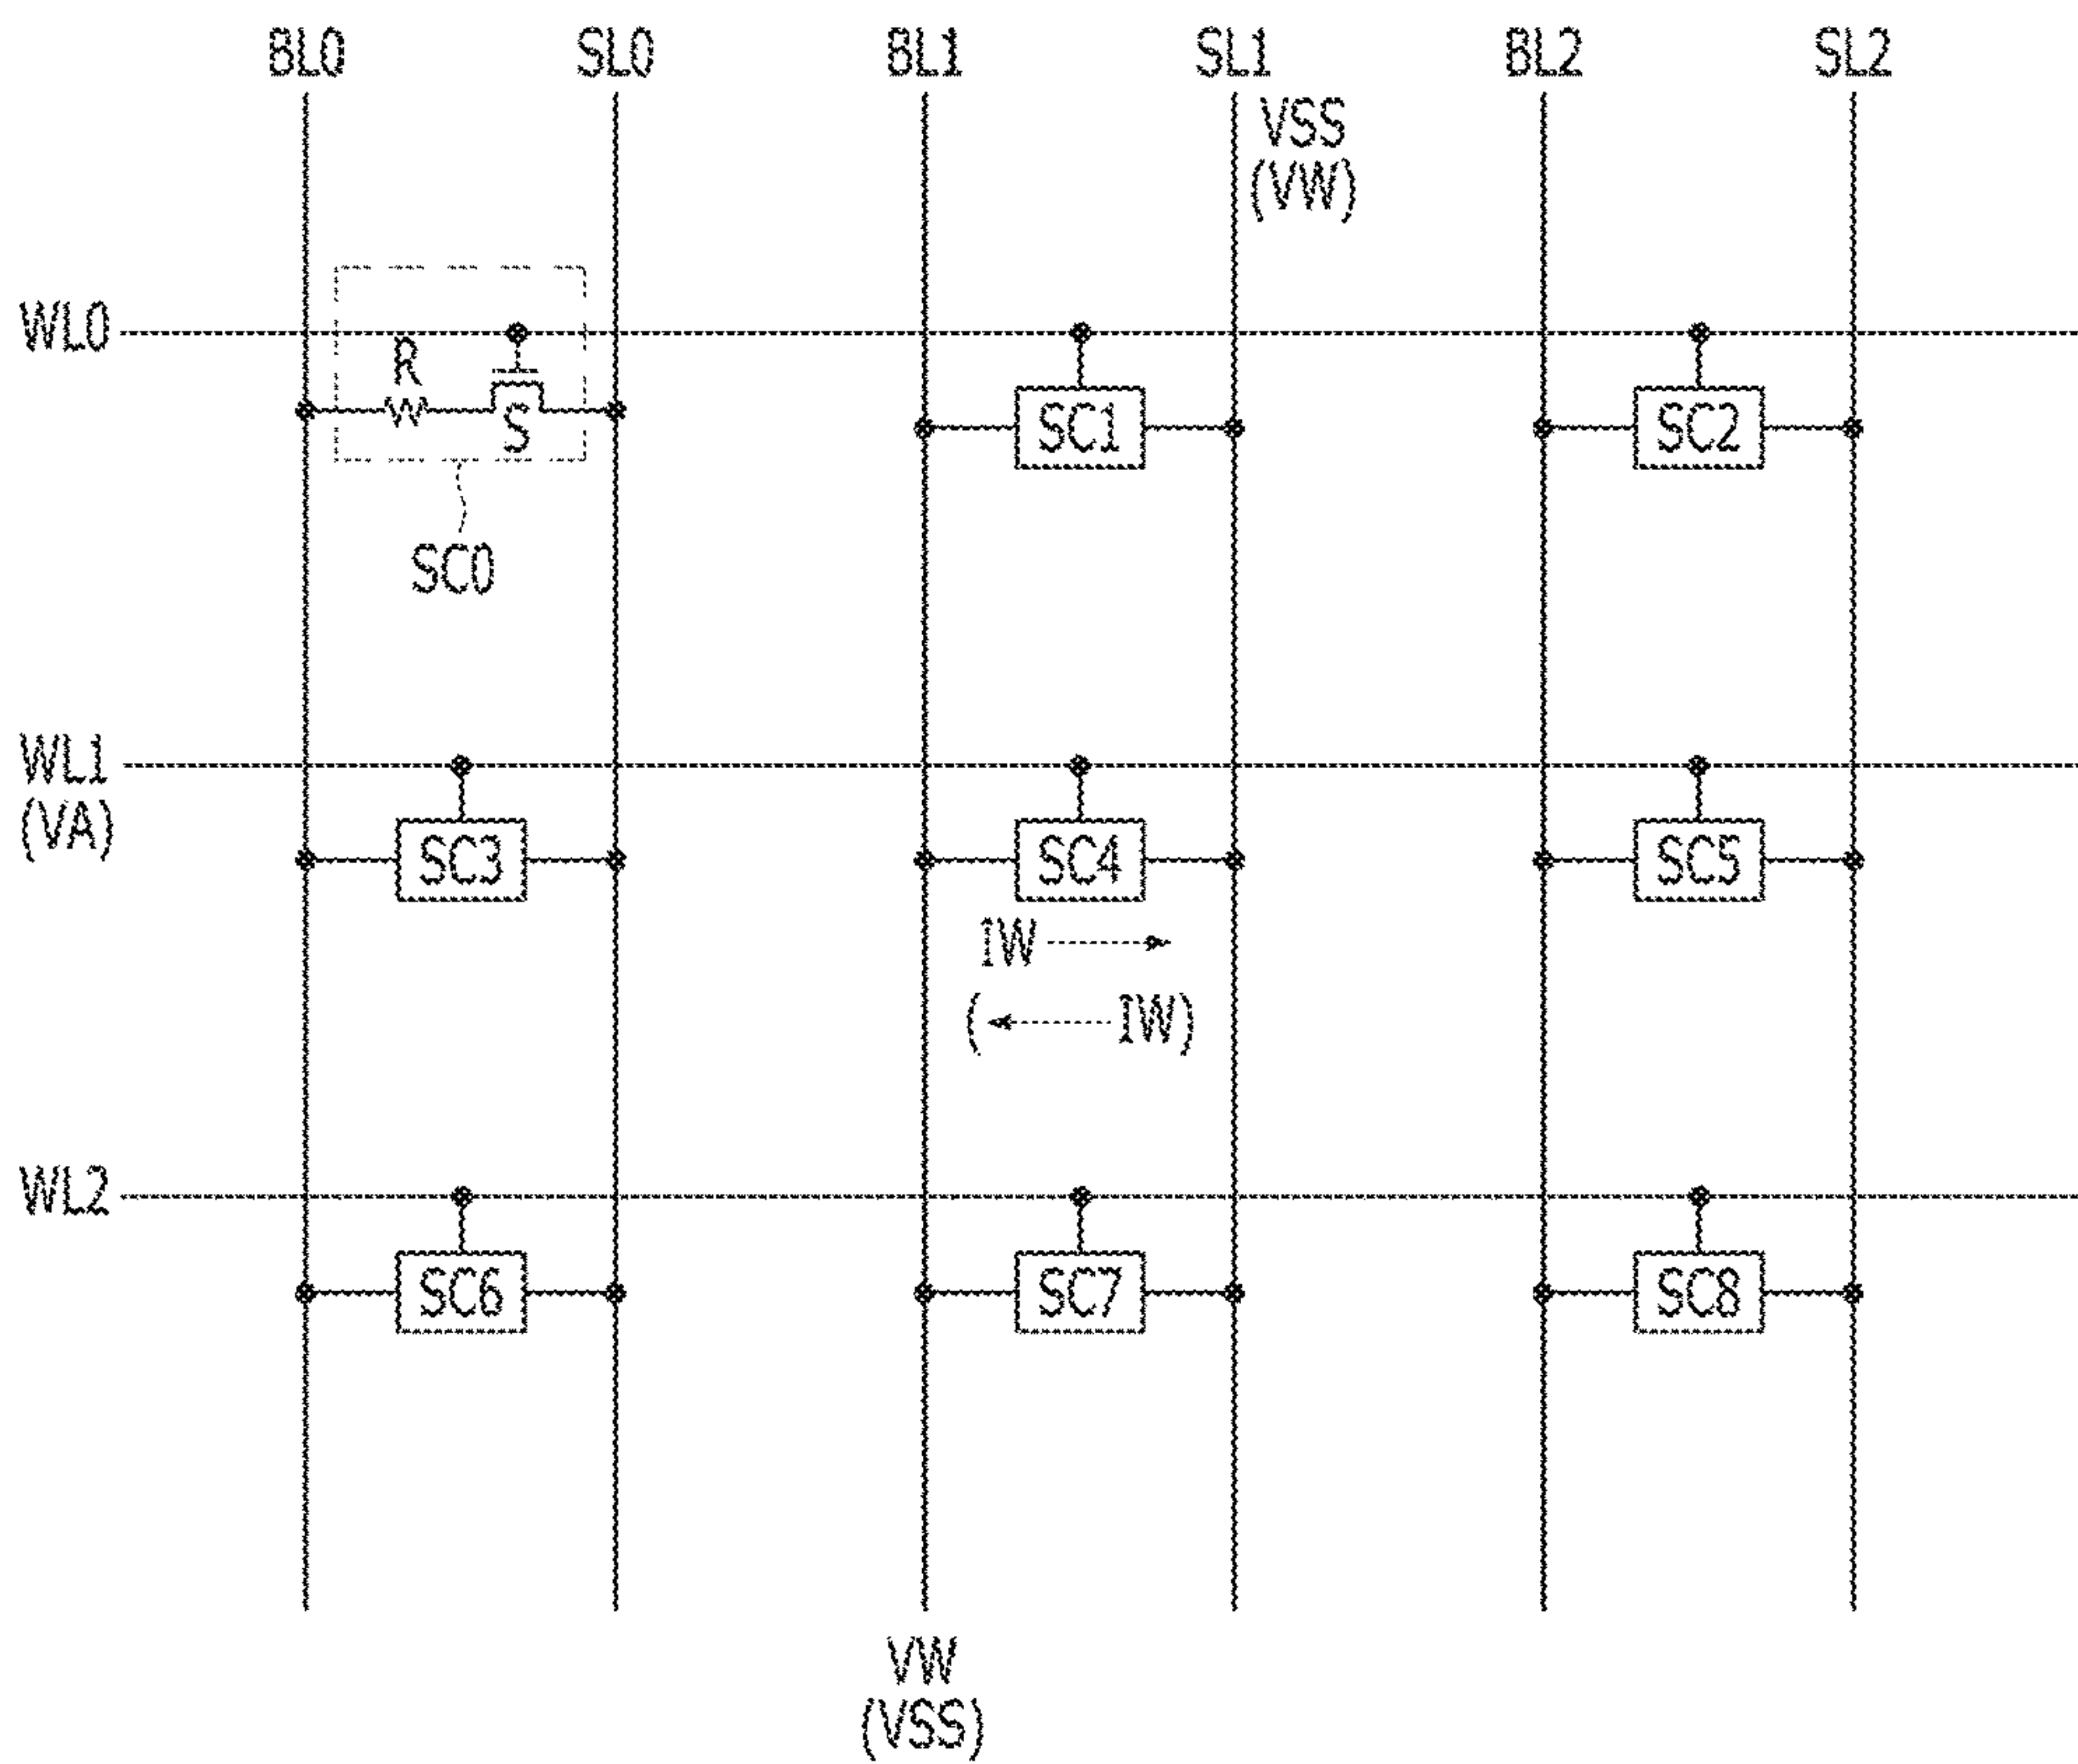 BL0 SL0 BL1 SL1 BL2 SL2
VSS
(VW)
WL0
R
S
SC1
SC2
SC0
WL1
(VA)
SC3
SC4
SC5
IW
(
IW)
WL2
SC6
SC7
SC8
VW
(VSS)